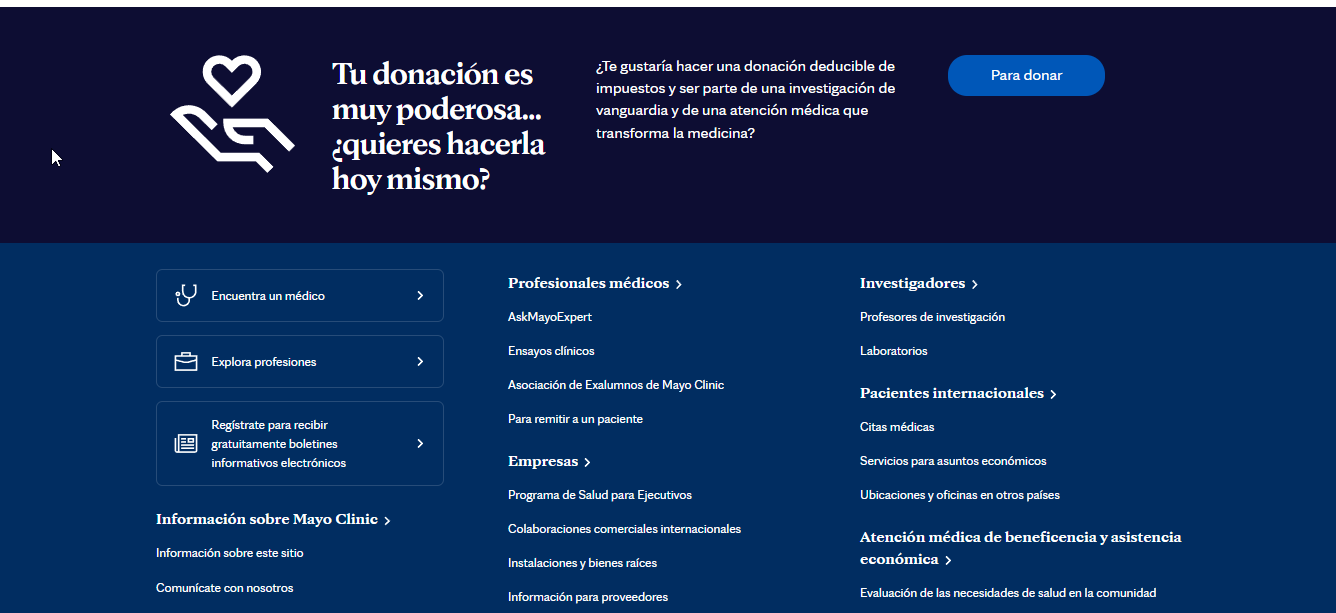 Tu donación es
muy poderosa...
¿quieres hacerla
hoy mismo?
¿Te gustaría hacer una donación deducible de
impuestos y ser parte de una investigación de
vanguardia y de una atención médica que
transforma la medicina?
Para donar
Encuentra un médico
Explora profesiones
Regístrate para recibir
gratuitamente boletines
informativos electrónicos
Información sobre Mayo Clinic
Información sobre este sitio
Comunícate con nosotros
Profesionales médicos
AskMayoExpert
Ensayos clínicos
Asociación de Exalumnos de Mayo Clinic
Para remitir a un paciente
Empresas
Programa de Salud para Ejecutivos
Colaboraciones comerciales internacionales
Instalaciones y bienes raíces
Información para proveedores
Investigadores
Profesores de investigación
Laboratorios
Pacientes internacionales
Citas médicas
Servicios para asuntos económicos
Ubicaciones y oficinas en otros países
Atención médica de beneficencia y asistencia
económica
Evaluación de las necesidades de salud en la comunidad